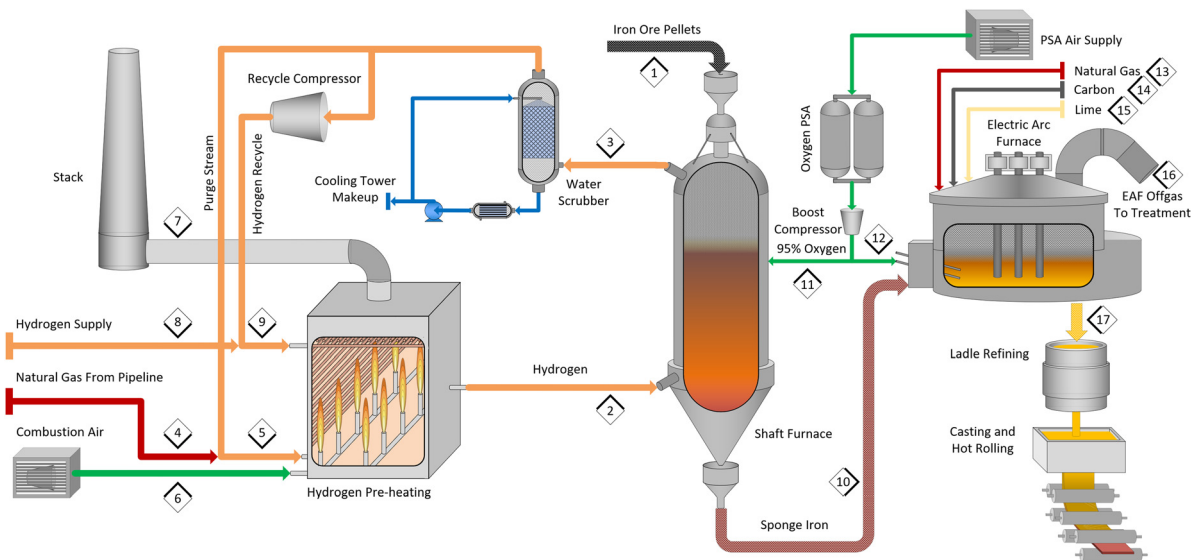 Iron Ore Pellets
1
PSA Air Supply
Recycle Compressor
Natural Gas
13
Carbon
14
Lime
15
Oxygen PSA
Electric Arc
Furnace
Stack
Purge Stream
Hydrogen Recycle
3
Cooling Tower
Makeup
Water
Scrubber
16
EAF Offgas
To Treatment
7
Boost
Compressor
95% Oxygen
12
11
Hydrogen Supply
8
9
17
Ladle Refining
Natural Gas From Pipeline
Hydrogen
2
Combustion Air
4
5
Shaft Furnace
Casting and
Hot Rolling
6
Hydrogen Pre-heating
10
Sponge Iron